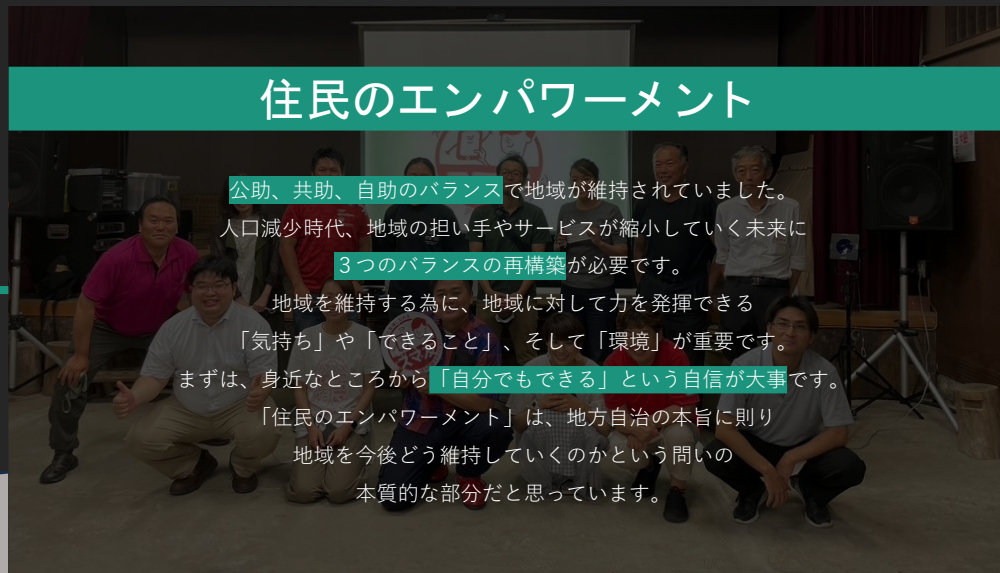 住民のエンパワーメント
公助、共助、自助のバランスで地域が維持されていました。
人口減少時代、地域の担い手やサービスが縮小していく未来に
３つのバランスの再構築が必要です。
地域を維持する為に、地域に対して力を発揮できる
「気持ち」や「できること」、そして「環境」が重要です。
まずは、身近なところから「自分でもできる」という自信が大事です。
「住民のエンパワーメント」は、地方自治の本旨に則り
地域を今後どう維持していくのかという問いの
本質的な部分だと思っています。